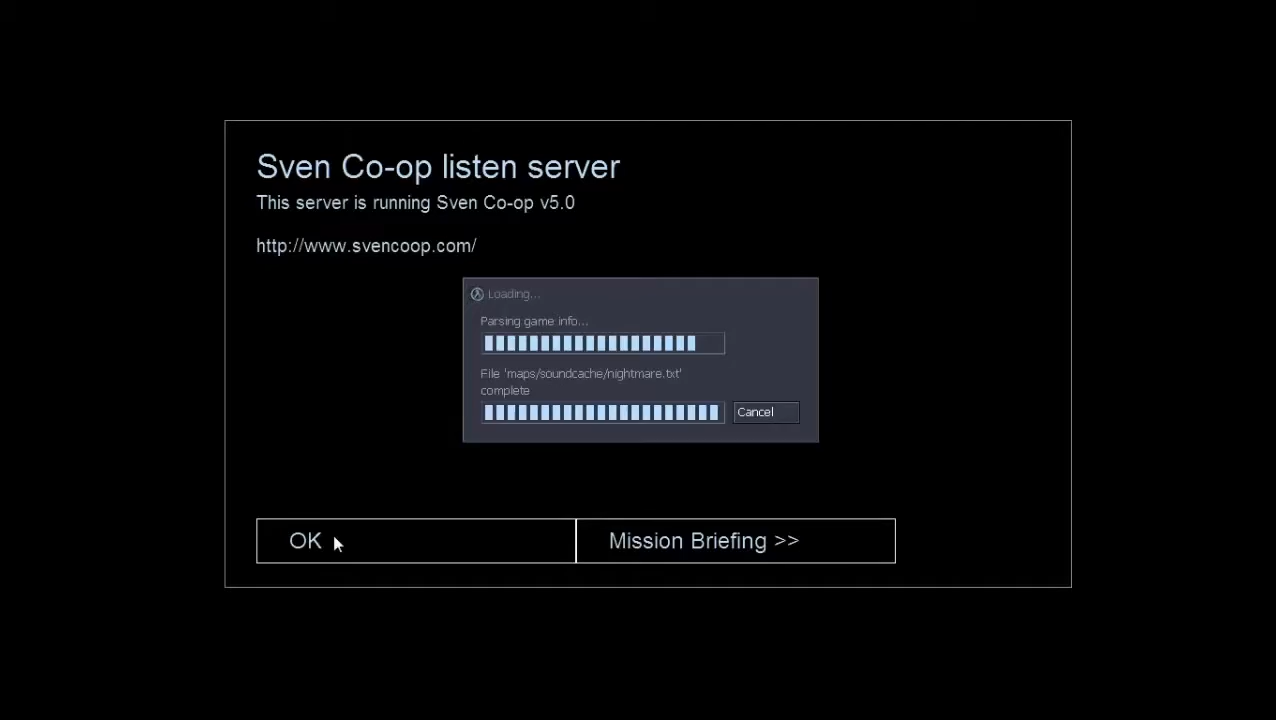 Sven Co-op listen server
This server is running Sven Co-op v5.0
http://www.svencoop.com/
Loading...
Parsing game info...
File 'maps/soundcache/nightmare.txt'
complete
Cancel
OK
Mission Briefing >>